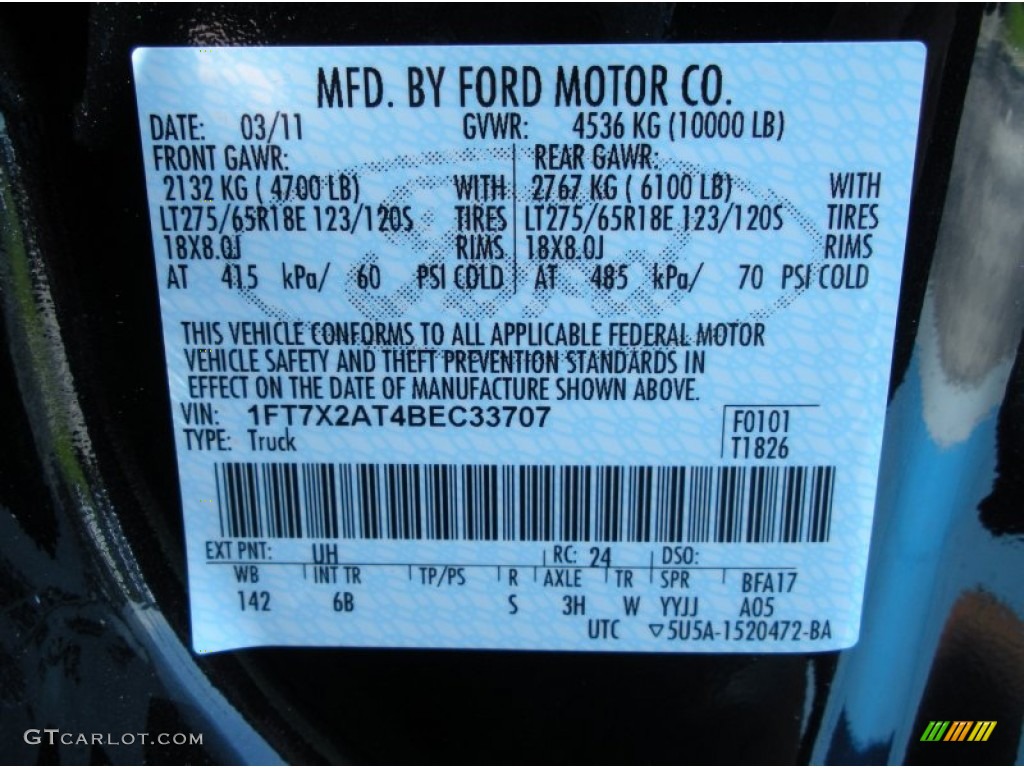 MFD. BY FORD MOTOR CO.
DATE: 03/11 GVWR: 4536 KG (10000 LB)
FRONT GAWR: REAR GAWR:
2132 KG ( 4700 LB) WITH 2767 KG ( 6100 LB) WITH
LT275/65R18E 123/120S TIRES LT275/65R18E 123/120S TIRES
18X8.0J RIMS 18X8.0J RIMS
AT 415 kPa/ 60 PSI COLD AT 485 kPa/ 70 PSI COLD
Ford
THIS VEHICLE CONFORMS TO ALL APPLICABLE FEDERAL MOTOR
VEHICLE SAFETY AND THEFT PREVENTION STANDARDS IN
EFFECT ON THE DATE OF MANUFACTURE SHOWN ABOVE.
VIN: 1FT7X2AT4BEC33707 F0101
TYPE: Truck T1826
EXT PNT: UH RC: 24 DSO:
WB INT TR TP/PS R AXLE TR SPR BFA17
142 6B S 3H W YYJJ A05
UTC ▽5U5A-1520472-BA
GTCARLOT.COM